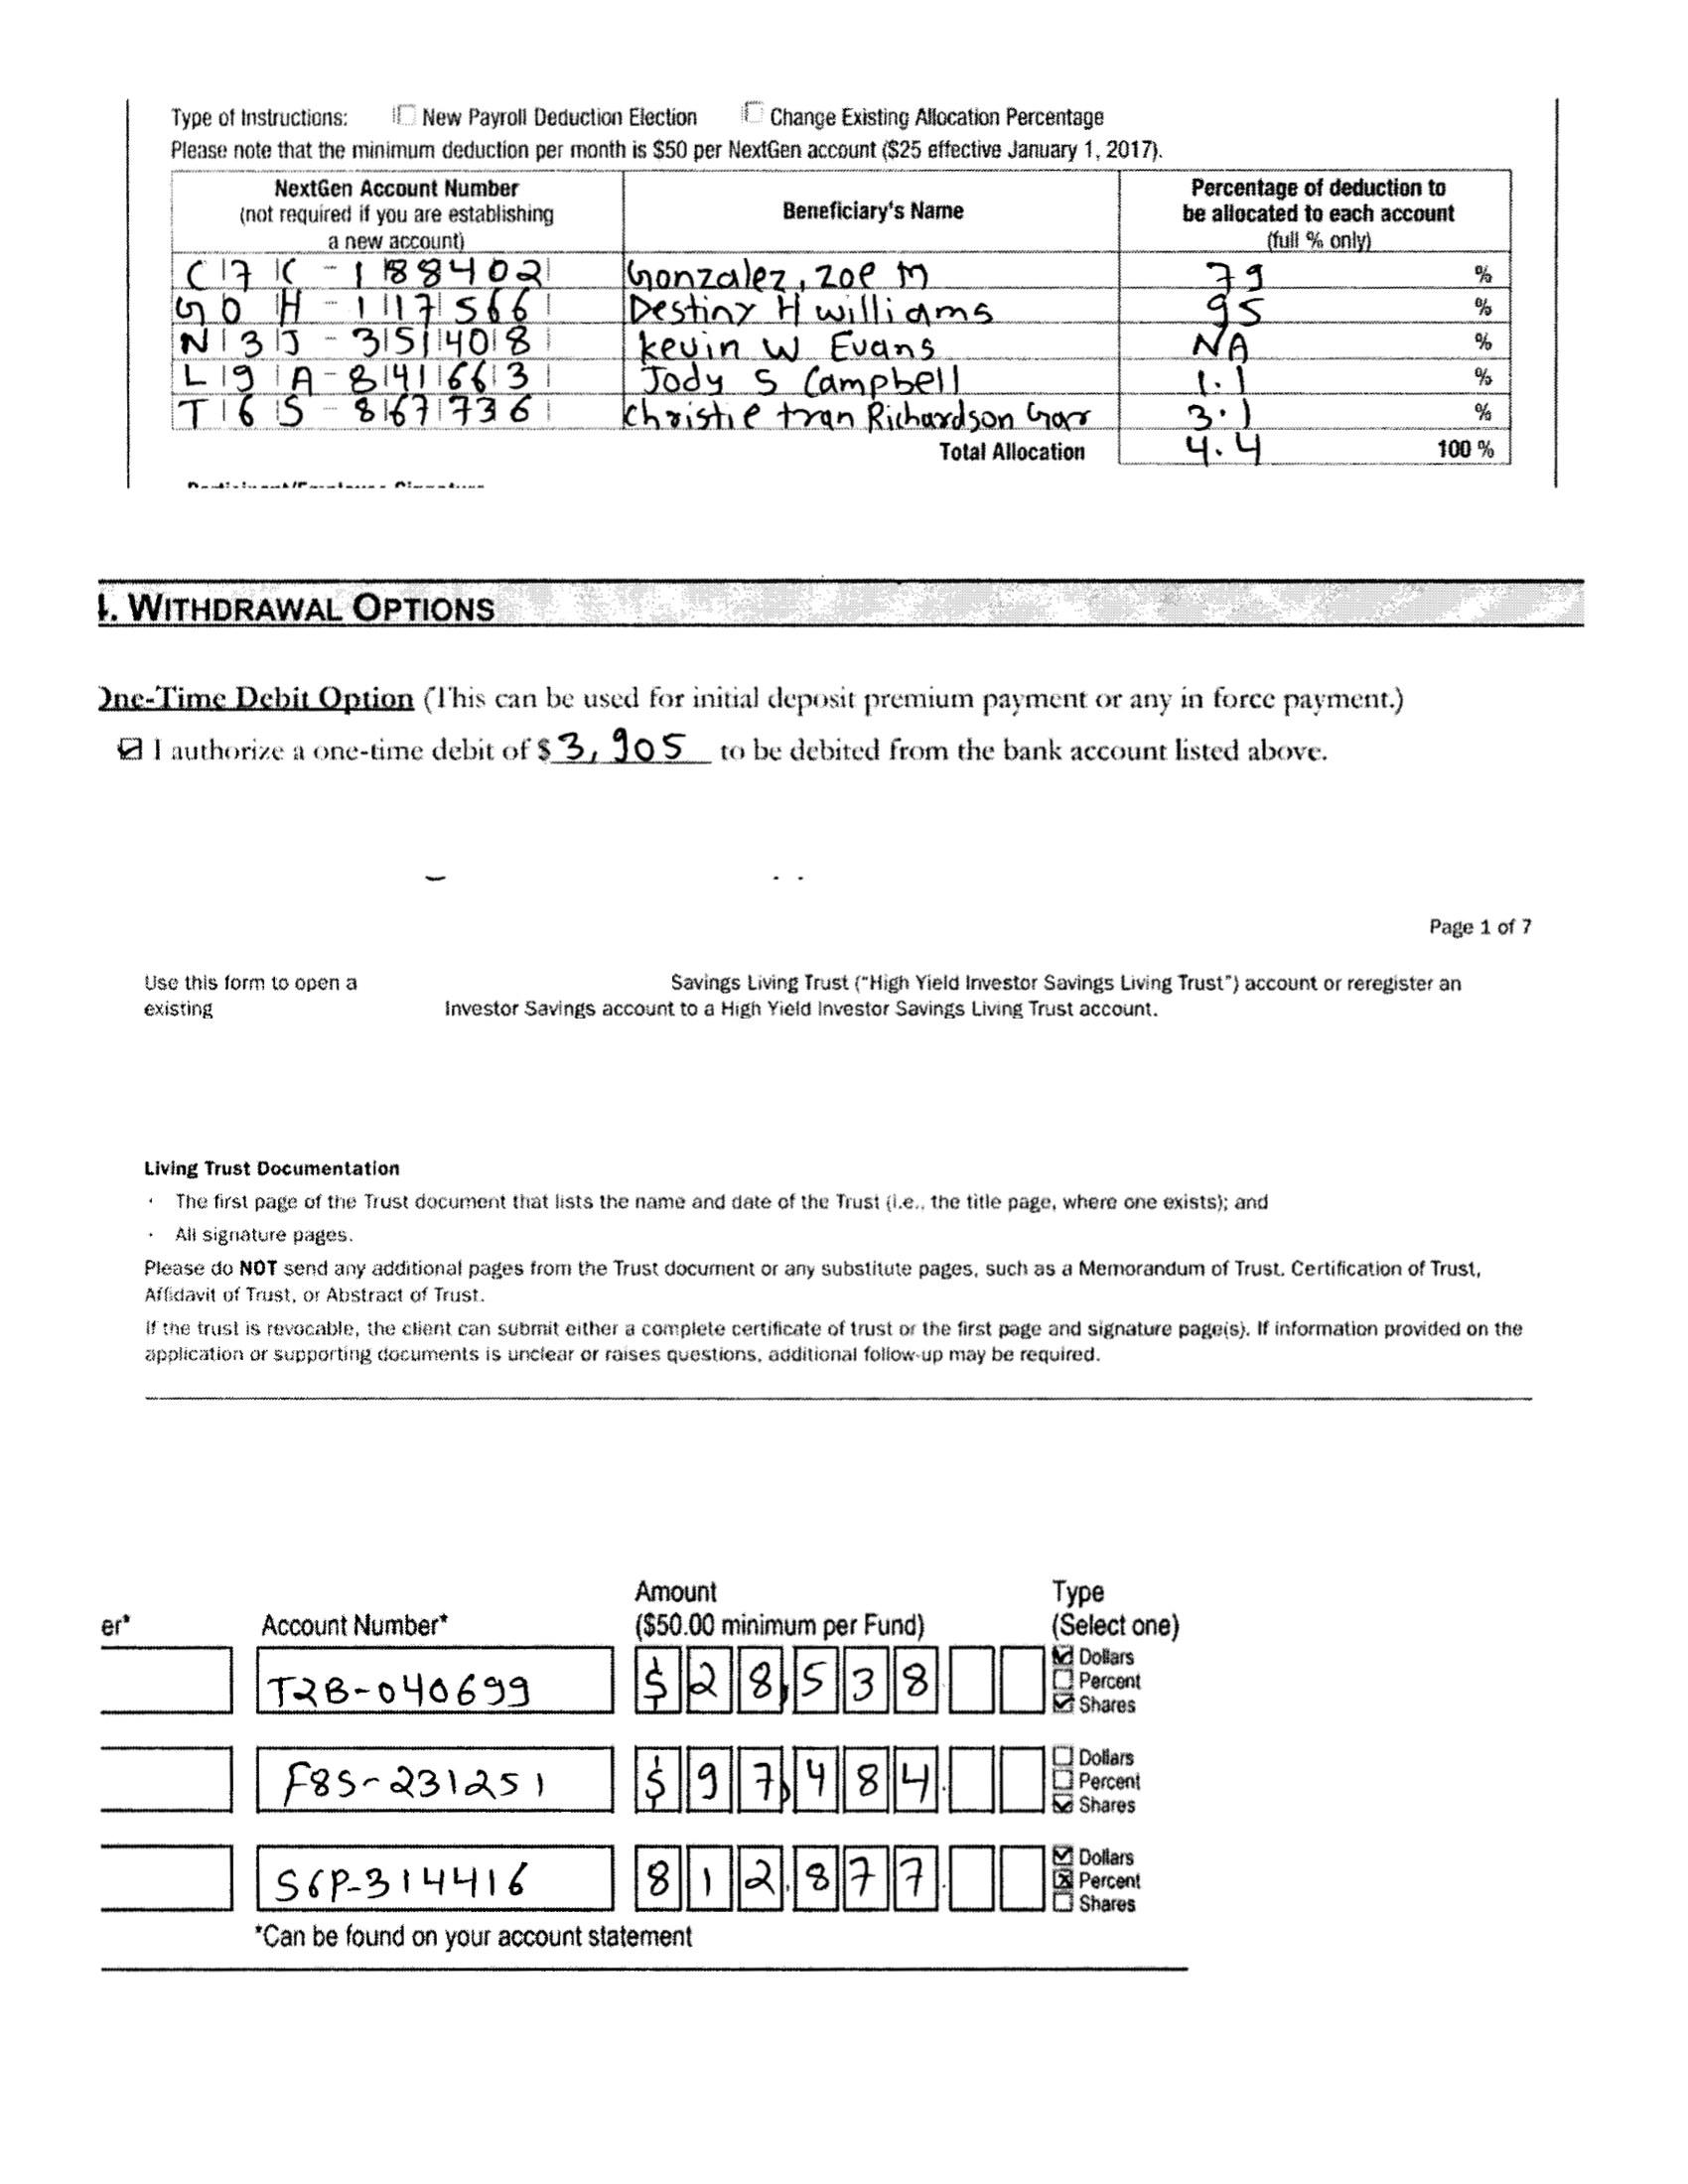 Type of Instructions: New Payroll Deduction Election Change Existing Allocation Percentage
Please note that the minimum deduction per month is $50 per NextGen account ($25 effective January 1, 2017).
NextGen Account Number
(not required if you are establishing
a new account)
Beneficiary's Name
Percentage of deduction to
be allocated to each account
(full % only)
C7C-188402 Gonzalez, Zoe M 79 %
G0H-117566 Destiny H Williams 95 %
N3J-3514018 Kevin W Evans NA %
L9A-841663 Jody S Campbell 1.1 %
T6S-867736 Christie tran Richardson 3.1 %
Total Allocation 4.4 100 %
. WITHDRAWAL OPTIONS
One-Time Debit Option (This can be used for initial deposit premium payment or any in force payment.)
I authorize a one-time debit of $ 3,905 to be debited from the bank account listed above.
Page 1 of 7
Use this form to open a Savings Living Trust ("High Yield Investor Savings Living Trust") account or reregister an
existing Investor Savings account to a High Yield Investor Savings Living Trust account.
Living Trust Documentation
· The first page of the Trust document that lists the name and date of the Trust (i.e., the title page, where one exists); and
· All signature pages.
Please do NOT send any additional pages from the Trust document or any substitute pages, such as a Memorandum of Trust, Certification of Trust,
Affidavit of Trust, or Abstract of Trust.
If the trust is revocable, the client can submit either a complete certificate of trust or the first page and signature page(s). If information provided on the
application or supporting documents is unclear or raises questions, additional follow-up may be required.
er* Account Number*
Amount
($50.00 minimum per Fund)
Type
(Select one)
T2B-040699 $28,538
Dollars
Percent
Shares
F8S-231251 $97,484.
Dollars
Percent
Shares
S6P-314416 812,877.
Dollars
Percent
Shares
*Can be found on your account statement